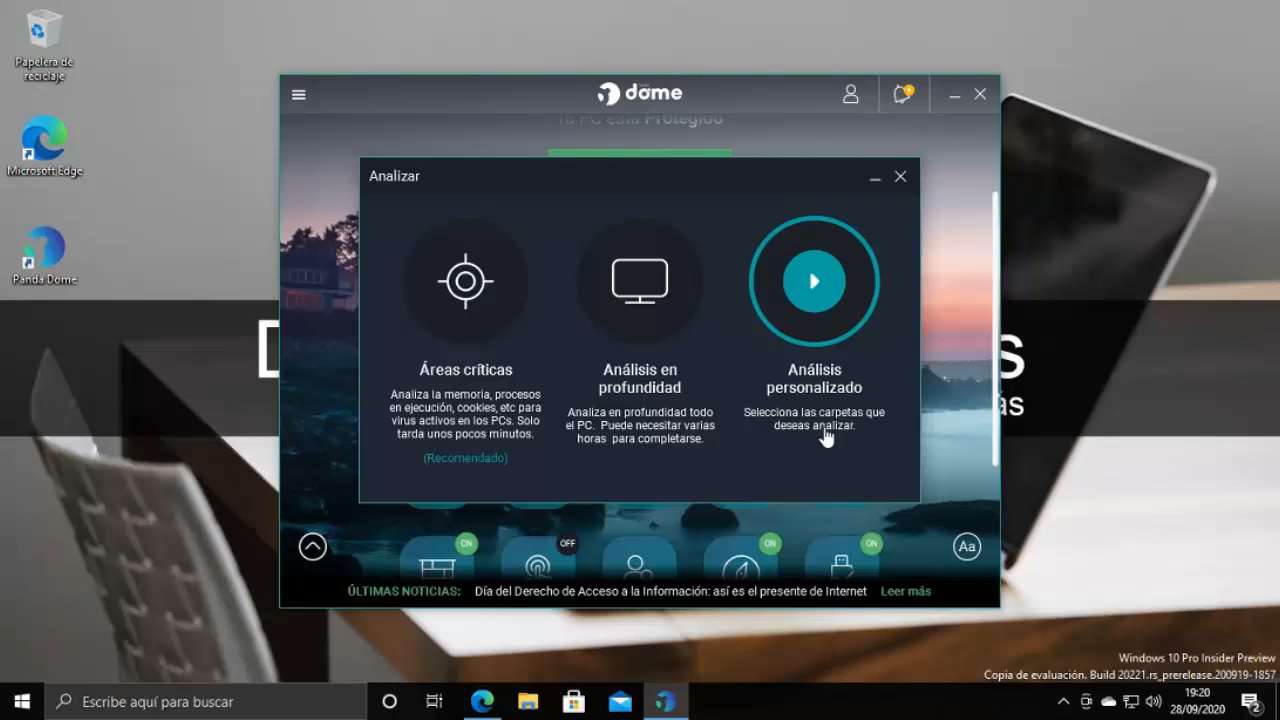 Papelera de
reciclaje
Microsoft Edge
Panda Dome
dome
Tu PC está Protegido
Analizar
Áreas críticas
Analiza la memoria, procesos
en ejecución, cookies, etc para
virus activos en los PCs. Solo
tarda unos pocos minutos.
(Recomendado)
Análisis en
profundidad
Analiza en profundidad todo
el PC. Puede necesitar varias
horas para completarse.
Análisis
personalizado
Selecciona las carpetas que
deseas analizar.
ON
OFF
ON
ON
Aa
ÚLTIMAS NOTICIAS: Día del Derecho de Acceso a la Información: así es el presente de Internet Leer más
Windows 10 Pro Insider Preview
Copia de evaluación. Build 20221.rs_prerelease.200919-1857
Escribe aquí para buscar
19:20
28/09/2020
2